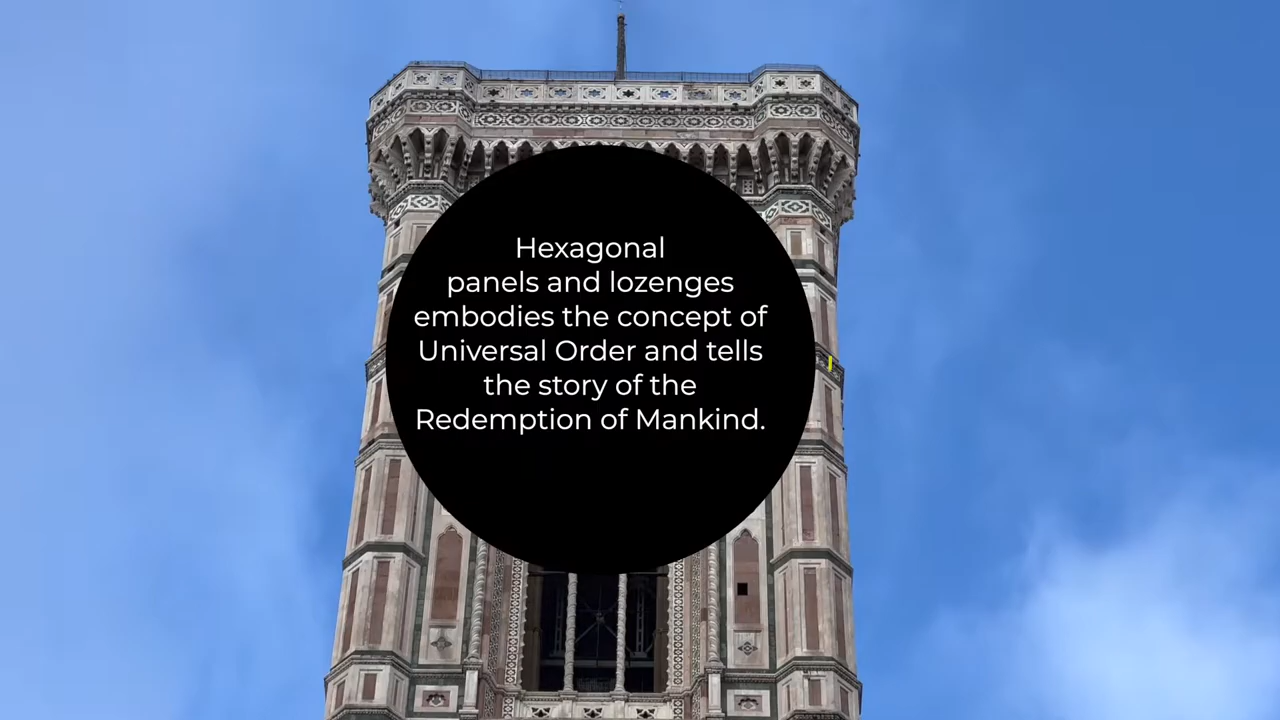 Hexagonal
panels and lozenges
embodies the concept of
Universal Order and tells
the story of the
Redemption of Mankind.